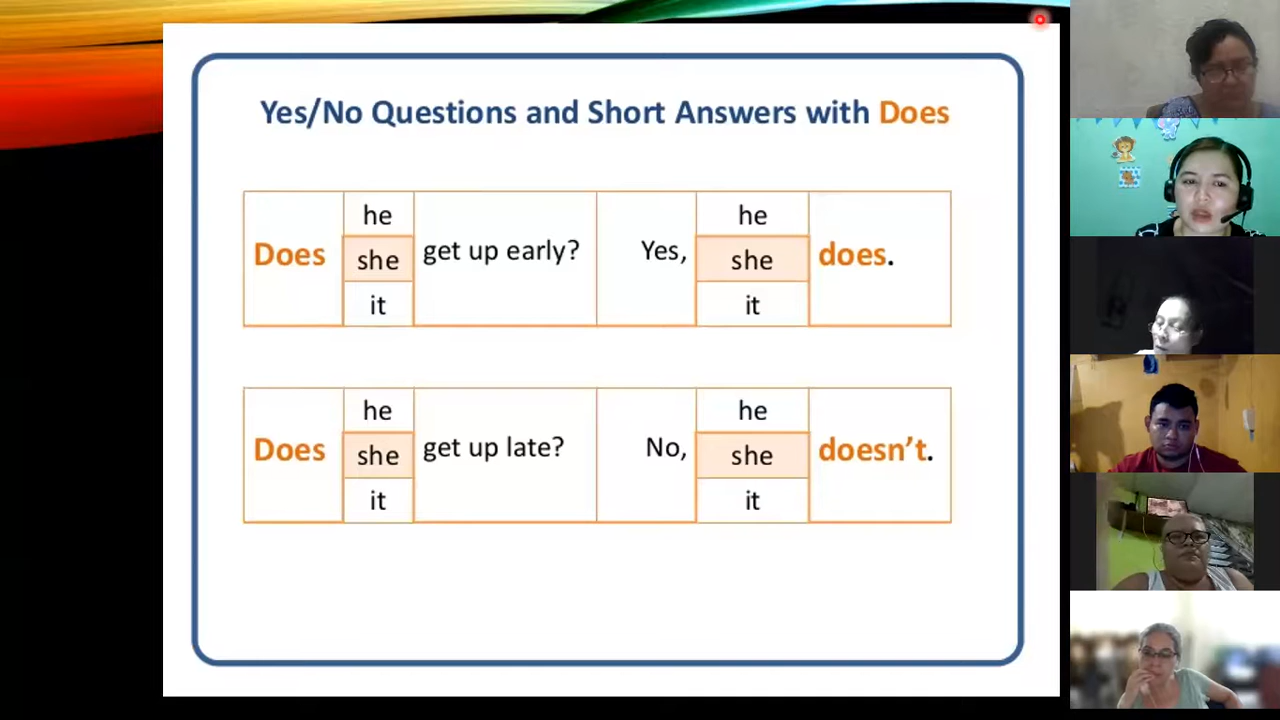 Yes/No Questions and Short Answers with Does
he
Does she get up early? Yes, she does.
he
it
it
he
he
Does she get up late? No, she doesn't.
it
it